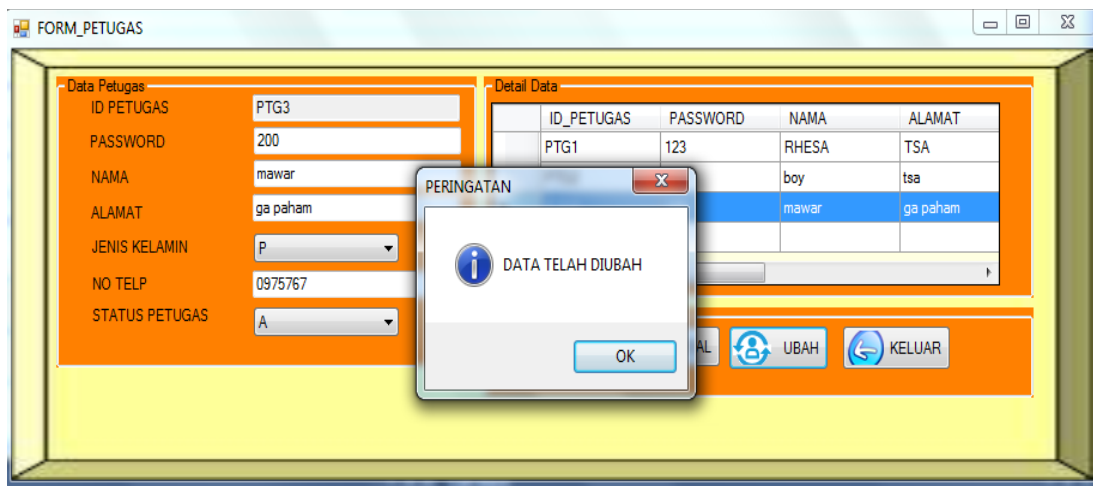 FORM_PETUGAS
Data Petugas
ID PETUGAS PTG3
PASSWORD 200
NAMA mawar
ALAMAT ga paham
JENIS KELAMIN P
NO TELP 0975767
STATUS PETUGAS A
Detail Data
ID_PETUGAS PASSWORD NAMA ALAMAT
PTG1 123 RHESA TSA
boy tsa
mawar ga paham
PERINGATAN
DATA TELAH DIUBAH
OK
AL UBAH KELUAR